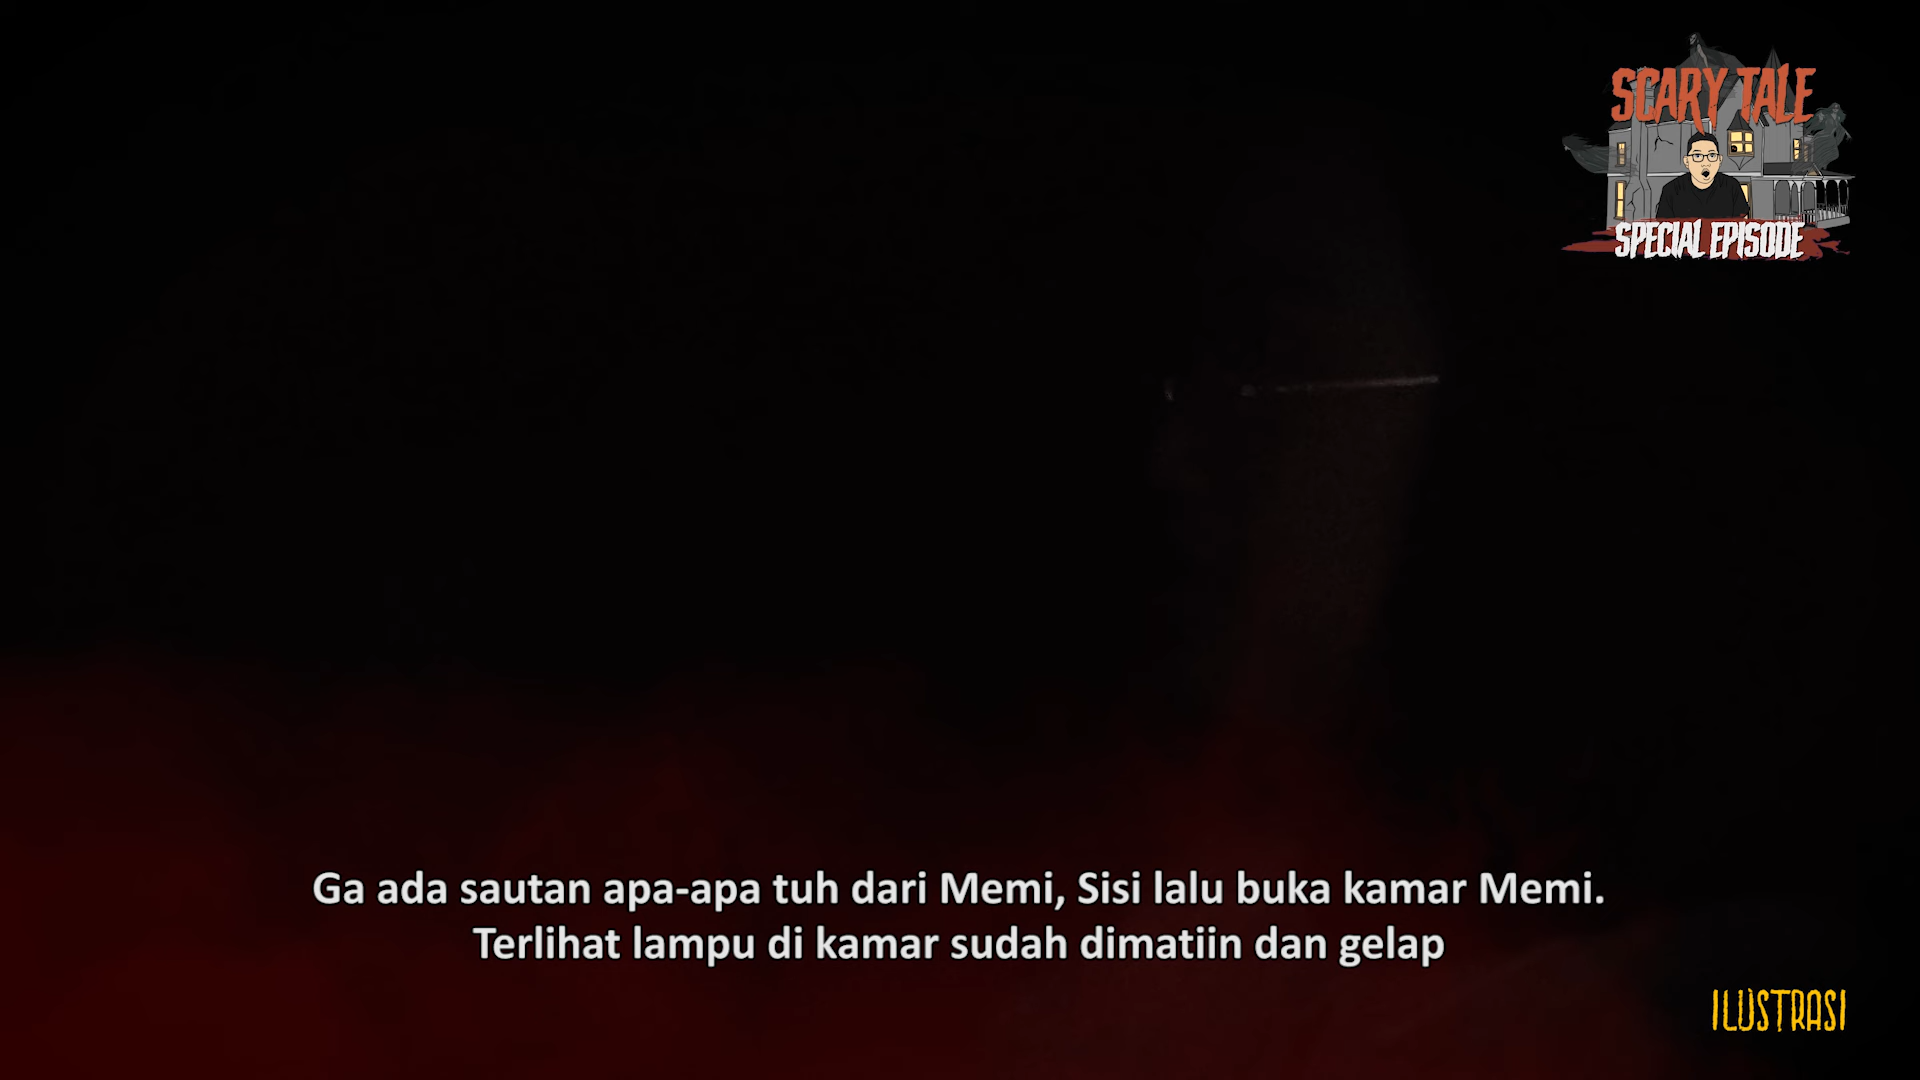 SCARY TALE
SPECIAL EPISODE
Ga ada sautan apa-apa tuh dari Memi, Sisi lalu buka kamar Memi.
Terlihat lampu di kamar sudah dimatiin dan gelap
ILUSTRASI